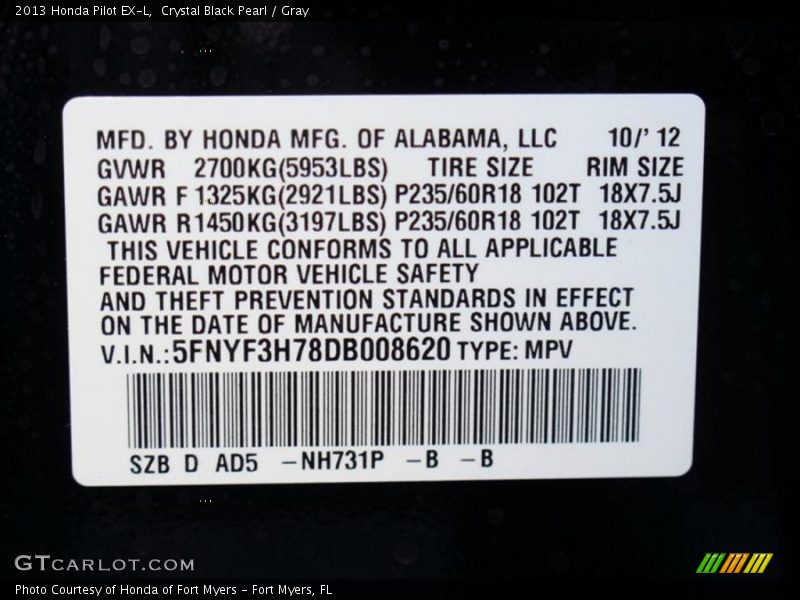 2013 Honda Pilot EX-L,  Crystal Black Pearl / Gray
MFD. BY HONDA MFG. OF ALABAMA, LLC 10/' 12
GVWR 2700KG(5953LBS) TIRE SIZE RIM SIZE
GAWR F 1325KG(2921LBS) P235/60R18 102T 18X7.5J
GAWR R1450KG(3197LBS) P235/60R18 102T 18X7.5J
THIS VEHICLE CONFORMS TO ALL APPLICABLE
FEDERAL MOTOR VEHICLE SAFETY
AND THEFT PREVENTION STANDARDS IN EFFECT
ON THE DATE OF MANUFACTURE SHOWN ABOVE.
V.I.N.:5FNYF3H78DB008620 TYPE: MPV
SZB D AD5 -NH731P -B -B
GTCARLOT.COM
Photo Courtesy of Honda of Fort Myers - Fort Myers, FL